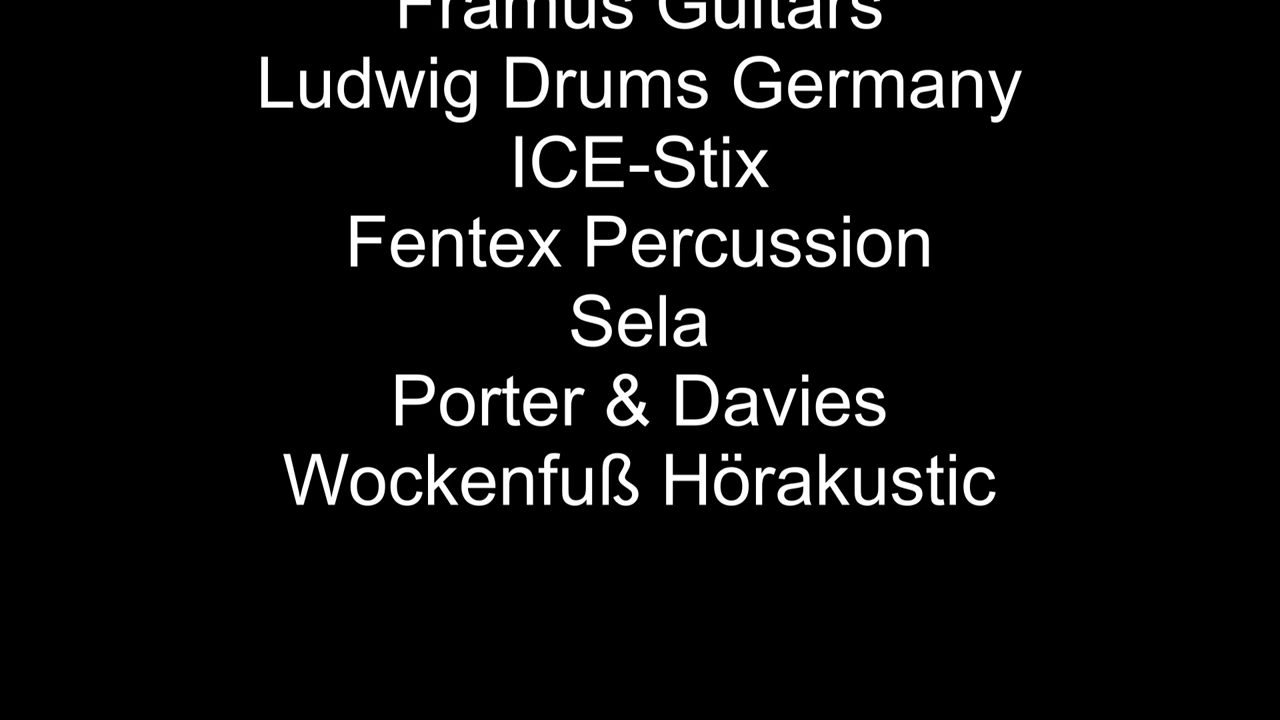 Framus Guitars
Ludwig Drums Germany
ICE-Stix
Fentex Percussion
Sela
Porter & Davies
Wockenfuß Hörakustic